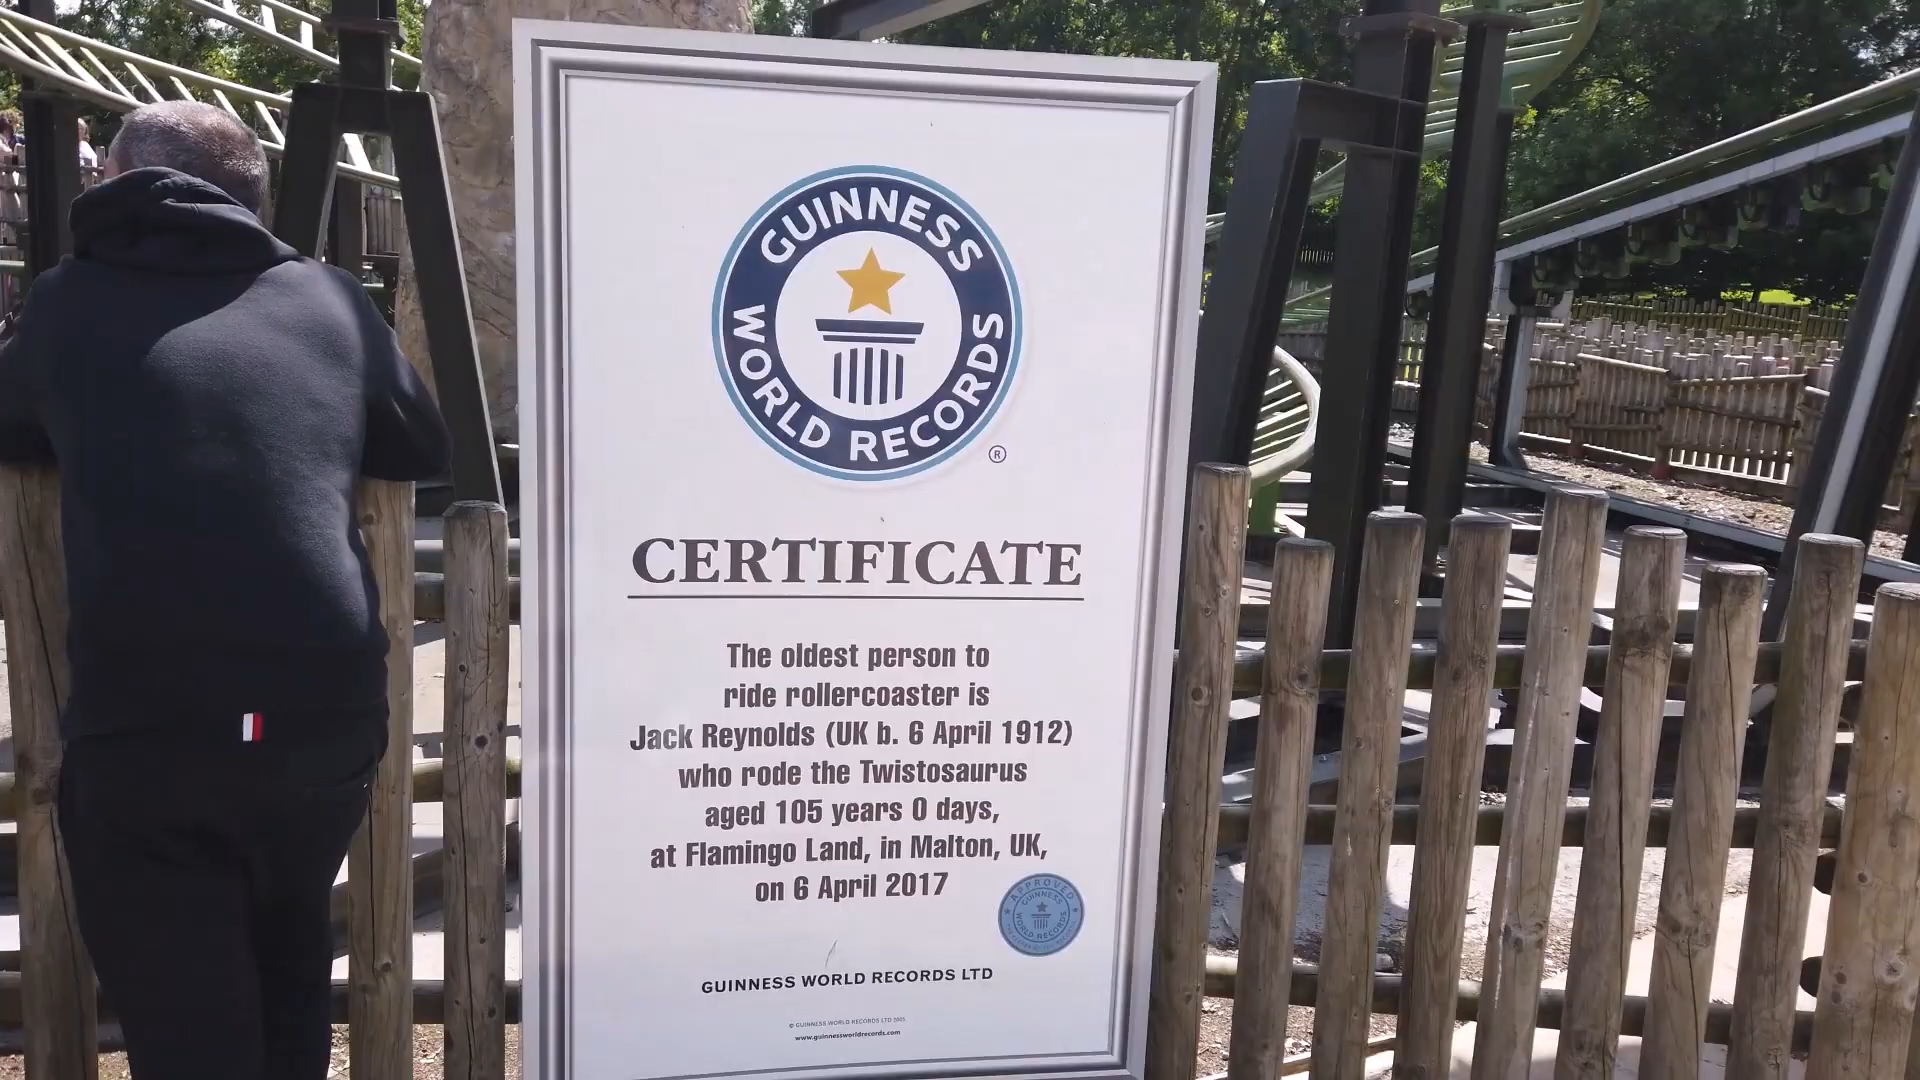 GUINNESS
WORLD RECORDS
®
CERTIFICATE
The oldest person to
ride rollercoaster is
Jack Reynolds (UK b. 6 April 1912)
who rode the Twistosaurus
aged 105 years 0 days,
at Flamingo Land, in Malton, UK,
on 6 April 2017
APPROVED
GUINNESS
WORLD RECORDS
GUINNESS WORLD RECORDS LTD
© GUINNESS WORLD RECORDS LTD 2005
www.guinnessworldrecords.com